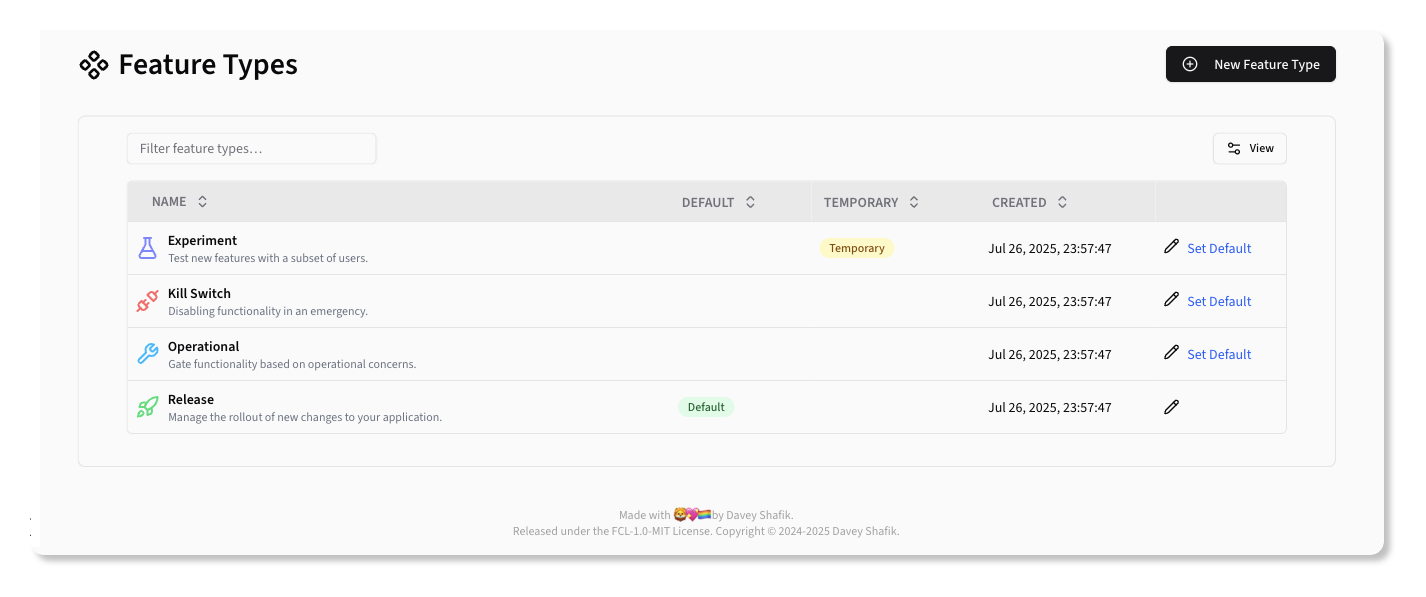 Feature Types
New Feature Type
Filter feature types…
View
NAME DEFAULT TEMPORARY CREATED
Experiment
Test new features with a subset of users.
Temporary Jul 26, 2025, 23:57:47 Set Default
Kill Switch
Disabling functionality in an emergency.
Jul 26, 2025, 23:57:47 Set Default
Operational
Gate functionality based on operational concerns.
Jul 26, 2025, 23:57:47 Set Default
Release
Manage the rollout of new changes to your application.
Default Jul 26, 2025, 23:57:47
Made with 🦁💖🏳️‍🌈 by Davey Shafik.
Released under the FCL-1.0-MIT License. Copyright © 2024-2025 Davey Shafik.